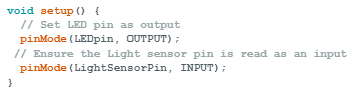 void setup() {
  // Set LED pin as output
  pinMode(LEDpin, OUTPUT);
 // Ensure the Light sensor pin is read as an input
  pinMode(LightSensorPin, INPUT);
}